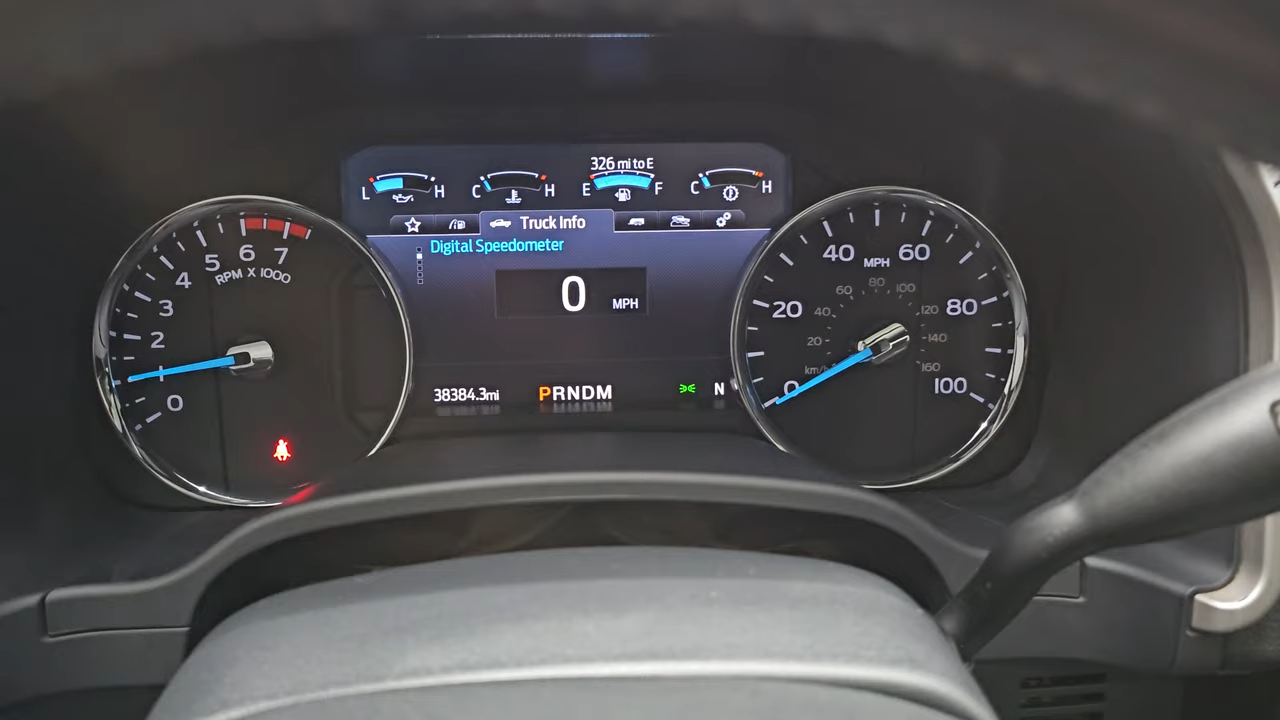 326 mi to E
L H C H E F C H
Truck Info
Digital Speedometer
0 MPH
38384.3mi PRNDM N
0 1 2 3 4 5 6 7
RPM X 1000
0 20 40 60 80 100
MPH
20 40 60 80 100 120 140 160
km/h